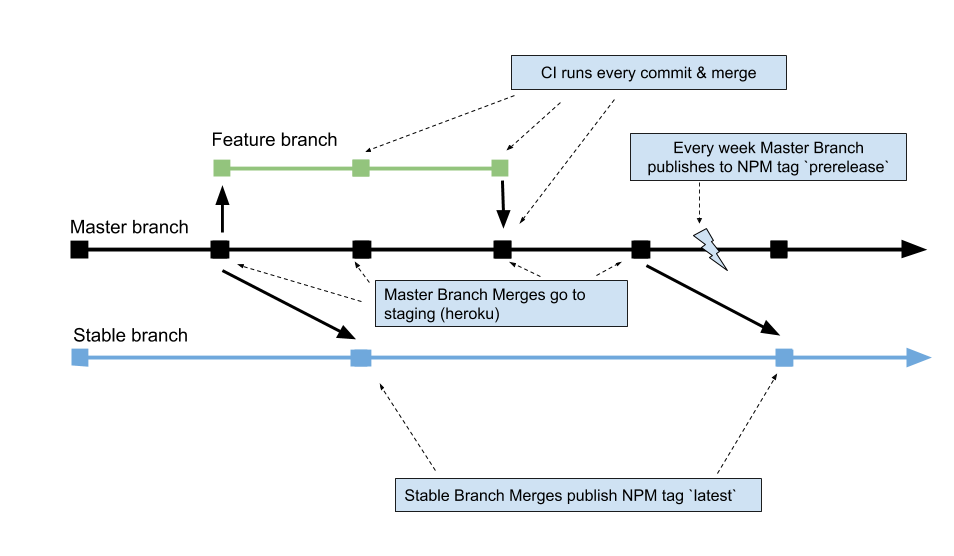 CI runs every commit & merge
Feature branch
Every week Master Branch
publishes to NPM tag `prerelease`
Master branch
Master Branch Merges go to
staging (heroku)
Stable branch
Stable Branch Merges publish NPM tag `latest`